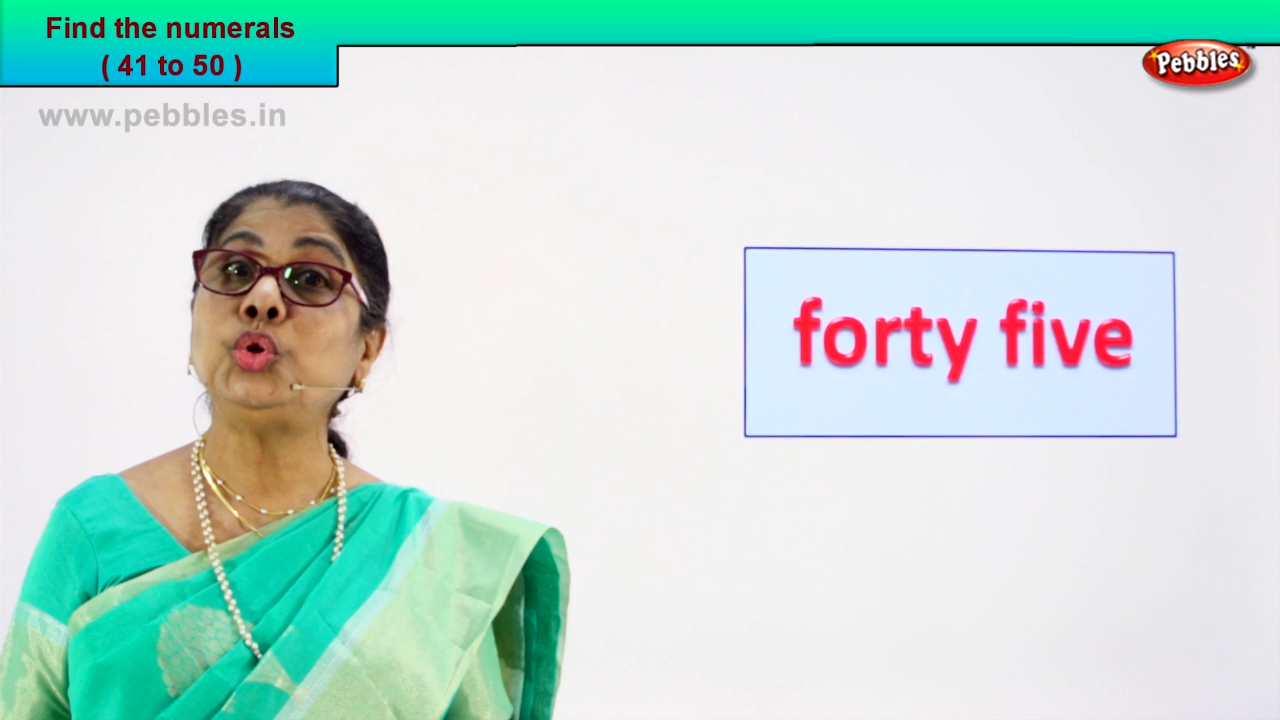 Find the numerals
( 41 to 50 )
Pebbles
www.pebbles.in
forty five